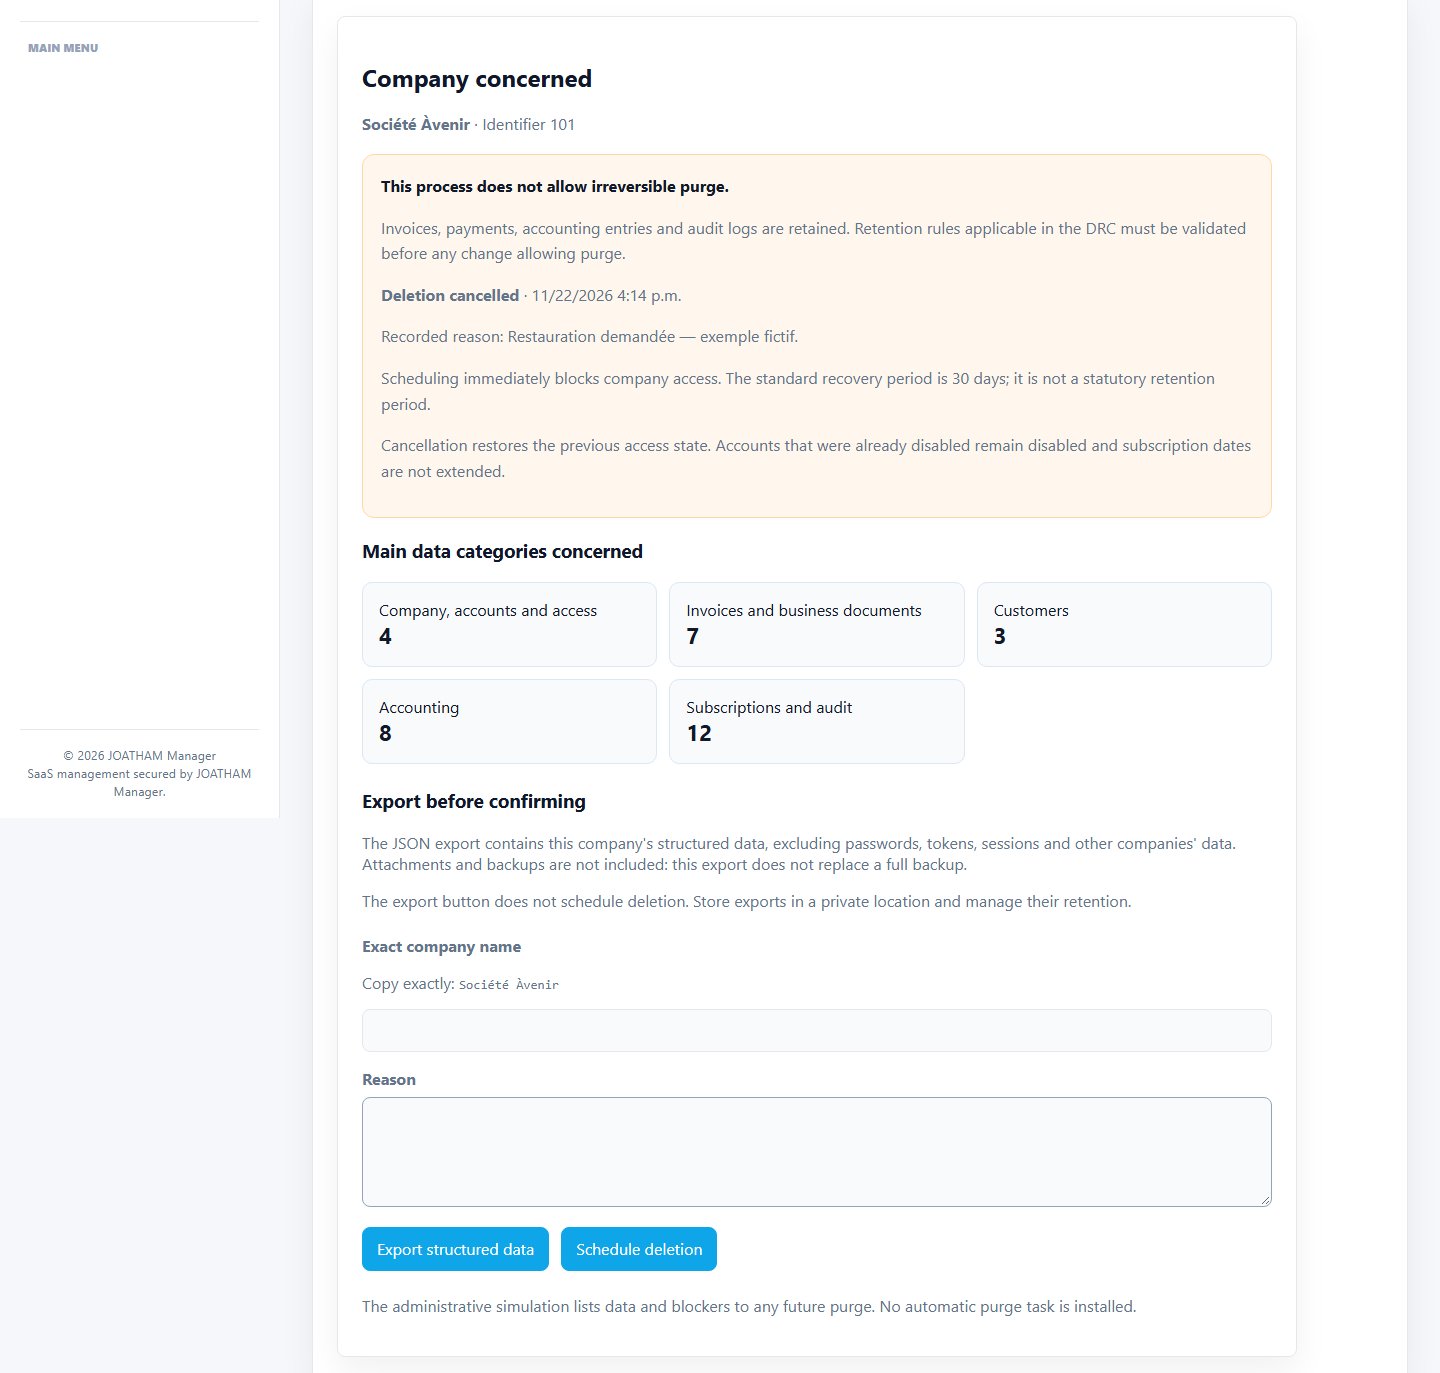 MAIN MENU
© 2026 JOATHAM Manager
SaaS management secured by JOATHAM
Manager.
Company concerned
Société Àvenir · Identifier 101
This process does not allow irreversible purge.
Invoices, payments, accounting entries and audit logs are retained. Retention rules applicable in the DRC must be validated
before any change allowing purge.
Deletion cancelled · 11/22/2026 4:14 p.m.
Recorded reason: Restauration demandée — exemple fictif.
Scheduling immediately blocks company access. The standard recovery period is 30 days; it is not a statutory retention
period.
Cancellation restores the previous access state. Accounts that were already disabled remain disabled and subscription dates
are not extended.
Main data categories concerned
Company, accounts and access
4
Invoices and business documents
7
Customers
3
Accounting
8
Subscriptions and audit
12
Export before confirming
The JSON export contains this company's structured data, excluding passwords, tokens, sessions and other companies' data.
Attachments and backups are not included: this export does not replace a full backup.
The export button does not schedule deletion. Store exports in a private location and manage their retention.
Exact company name
Copy exactly: Société Àvenir
Reason
Export structured data
Schedule deletion
The administrative simulation lists data and blockers to any future purge. No automatic purge task is installed.